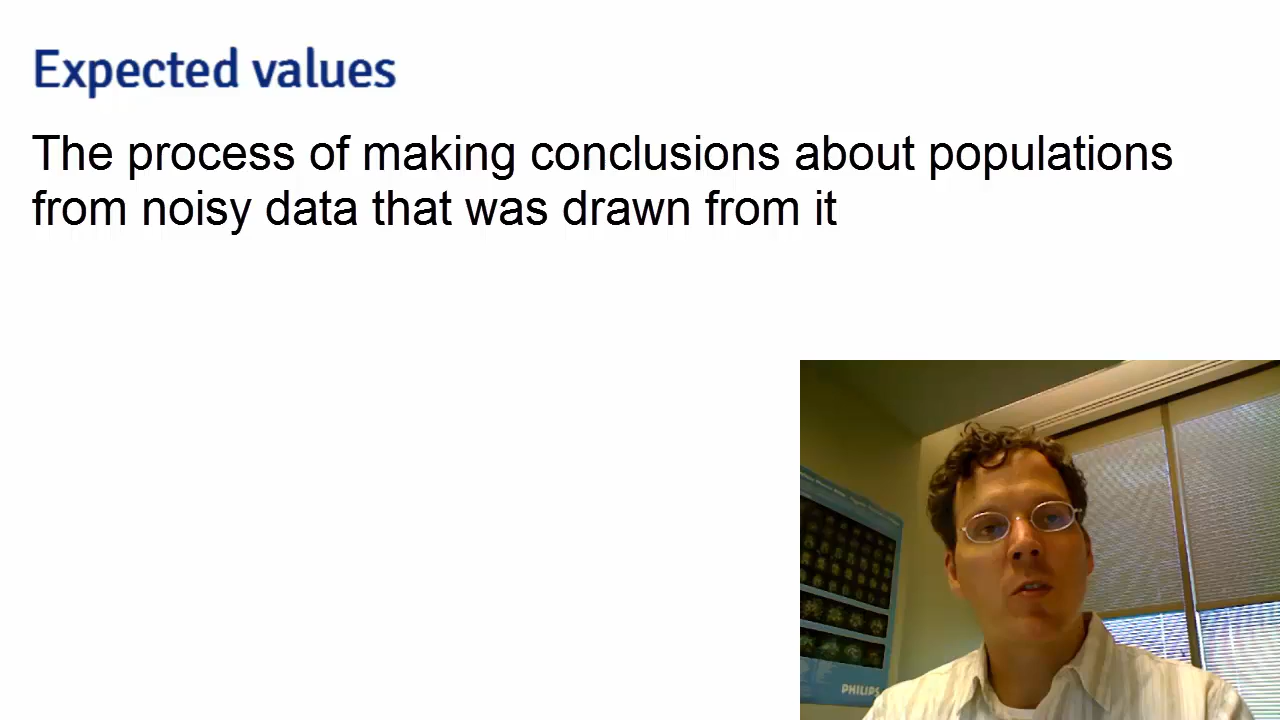 Expected values
The process of making conclusions about populations
from noisy data that was drawn from it
PHILIPS